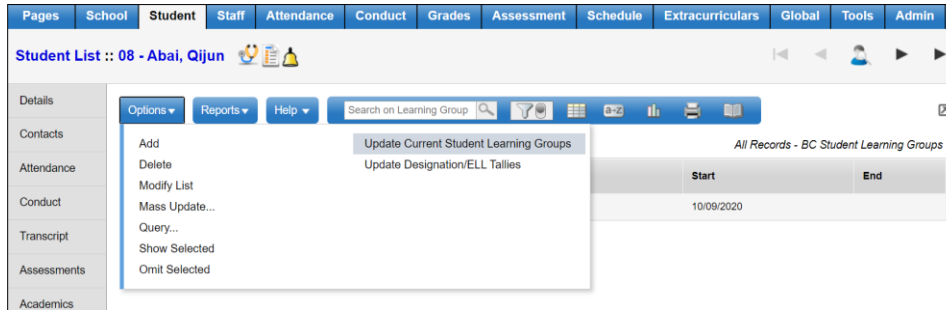 Pages School Student Staff Attendance Conduct Grades Assessment Schedule Extracurriculars Global Tools Admin
Student List :: 08 - Abai, Qijun
Details
Contacts
Attendance
Conduct
Transcript
Assessments
Academics
Options Reports Help Search on Learning Group a-z
Add
Delete
Modify List
Mass Update...
Query...
Show Selected
Omit Selected
Update Current Student Learning Groups
Update Designation/ELL Tallies
All Records - BC Student Learning Groups
Start End
10/09/2020